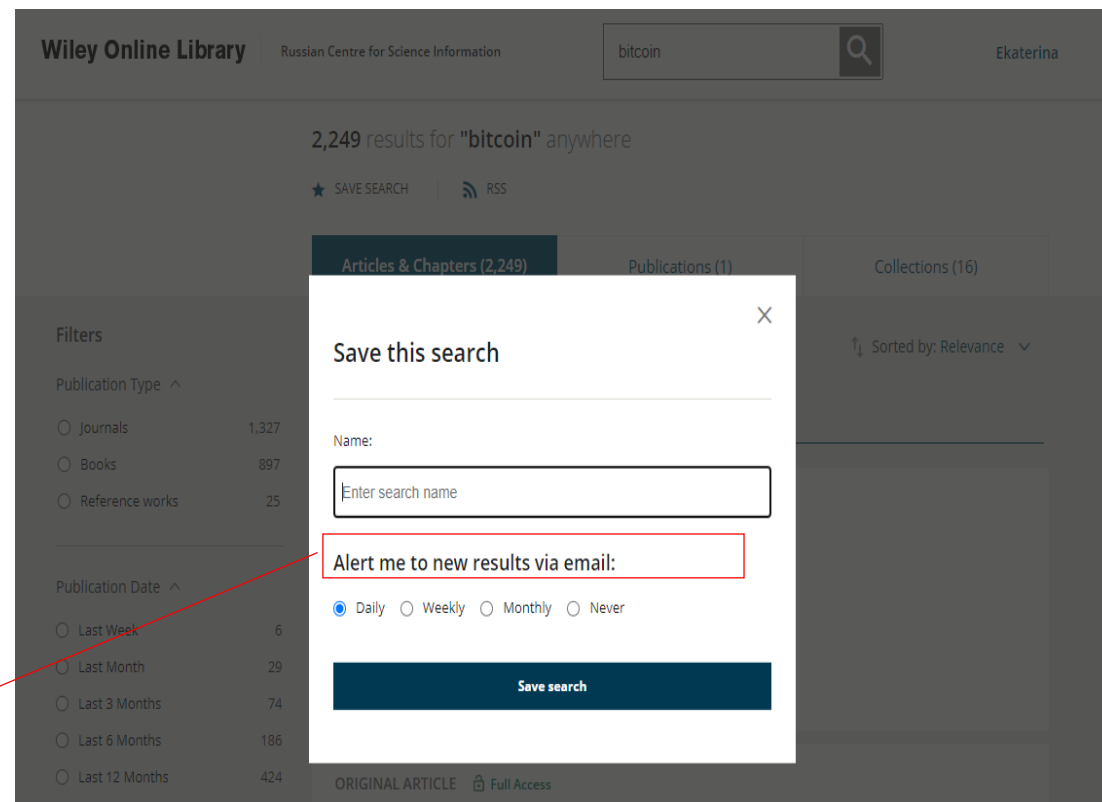 Wiley Online Library Russian Centre for Science Information bitcoin Ekaterina
2,249 results for "bitcoin" anywhere
SAVE SEARCH RSS
Articles & Chapters (2,249) Publications (1) Collections (16)
Filters
Sorted by: Relevance
Publication Type
Journals 1,327
Books 897
Reference works 25
Publication Date
Last Week 6
Last Month 29
Last 3 Months 74
Last 6 Months 186
Last 12 Months 424
Save this search
Name:
Enter search name
Alert me to new results via email:
Daily Weekly Monthly Never
Save search
ORIGINAL ARTICLE Full Access